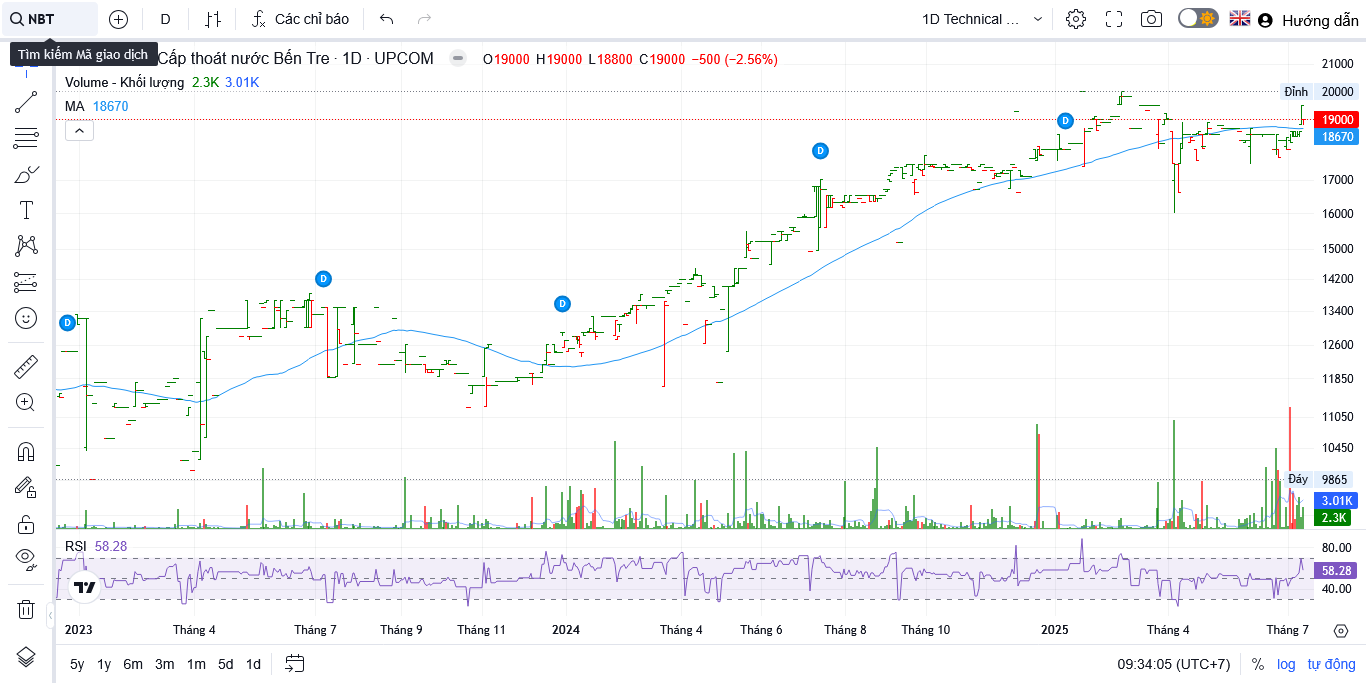 NBT
D
Các chỉ báo
1D Technical ...
Hướng dẫn
Tìm kiếm Mã giao dịch
Cấp thoát nước Bến Tre · 1D · UPCOM
O19000 H19000 L18800 C19000 −500 (−2.56%)
Volume - Khối lượng 2.3K 3.01K
MA 18670
21000
Đỉnh 20000
19000
18670
17000
16000
15000
14200
13400
12600
11850
11050
10450
Đáy 9865
3.01K
2.3K
D
D
D
D
D
RSI 58.28
80.00
58.28
40.00
2023 Tháng 4 Tháng 7 Tháng 9 Tháng 11 2024 Tháng 4 Tháng 6 Tháng 8 Tháng 10 2025 Tháng 4 Tháng 7
5y 1y 6m 3m 1m 5d 1d
09:34:05 (UTC+7) % log tự động